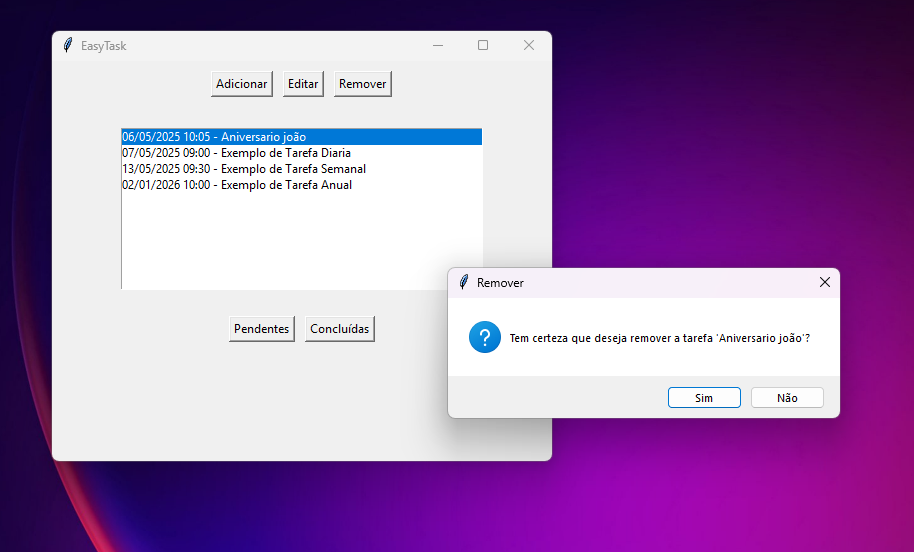 EasyTask
Adicionar Editar Remover
06/05/2025 10:05 - Aniversario joão
07/05/2025 09:00 - Exemplo de Tarefa Diaria
13/05/2025 09:30 - Exemplo de Tarefa Semanal
02/01/2026 10:00 - Exemplo de Tarefa Anual
Pendentes Concluídas
Remover
Tem certeza que deseja remover a tarefa 'Aniversario joão'?
Sim Não